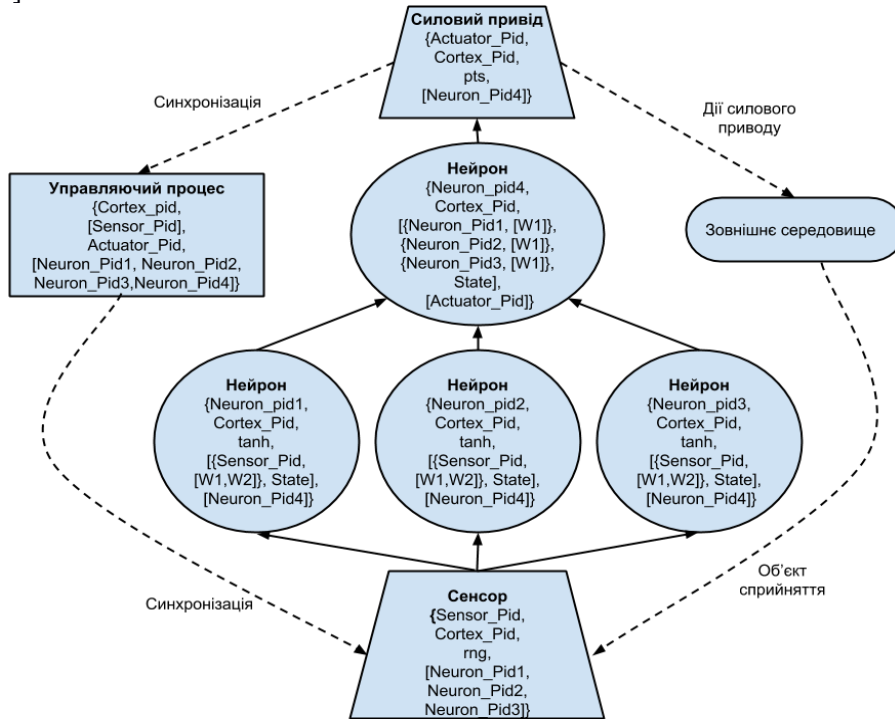 ]
Силовий привід
{Actuator_Pid,
Cortex_Pid,
pts,
[Neuron_Pid4]}
Синхронізація
Дії силового
приводу
Управляючий процес
{Cortex_pid,
[Sensor_Pid],
Actuator_Pid,
[Neuron_Pid1, Neuron_Pid2,
Neuron_Pid3,Neuron_Pid4]}
Нейрон
{Neuron_pid4,
Cortex_Pid,
[{Neuron_Pid1, [W1]},
{Neuron_Pid2, [W1]},
{Neuron_Pid3, [W1]},
State],
[Actuator_Pid]}
Зовнішнє середовище
Нейрон
{Neuron_pid1,
Cortex_Pid,
tanh,
[{Sensor_Pid,
[W1,W2]}, State],
[Neuron_Pid4]}
Нейрон
{Neuron_pid2,
Cortex_Pid,
tanh,
[{Sensor_Pid,
[W1,W2]}, State],
[Neuron_Pid4]}
Нейрон
{Neuron_pid3,
Cortex_Pid,
tanh,
[{Sensor_Pid,
[W1,W2]}, State],
[Neuron_Pid4]}
Синхронізація
Об’єкт
сприйняття
Сенсор
{Sensor_Pid,
Cortex_Pid,
rng,
[Neuron_Pid1,
Neuron_Pid2,
Neuron_Pid3]}